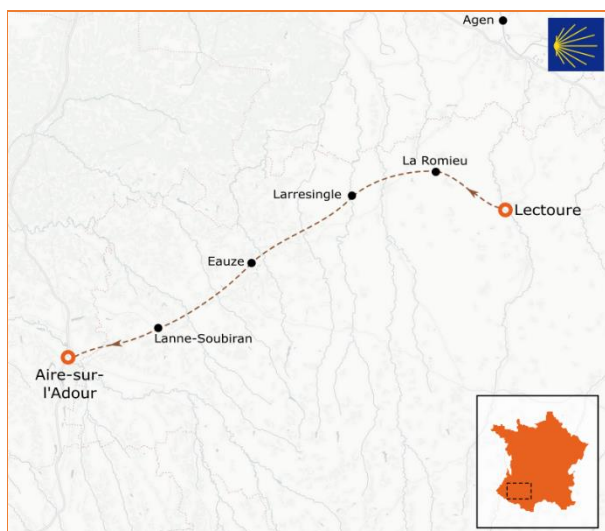 Agen
La Romieu
Larresingle
Lectoure
Eauze
Lanne-Soubiran
Aire-sur-
l'Adour